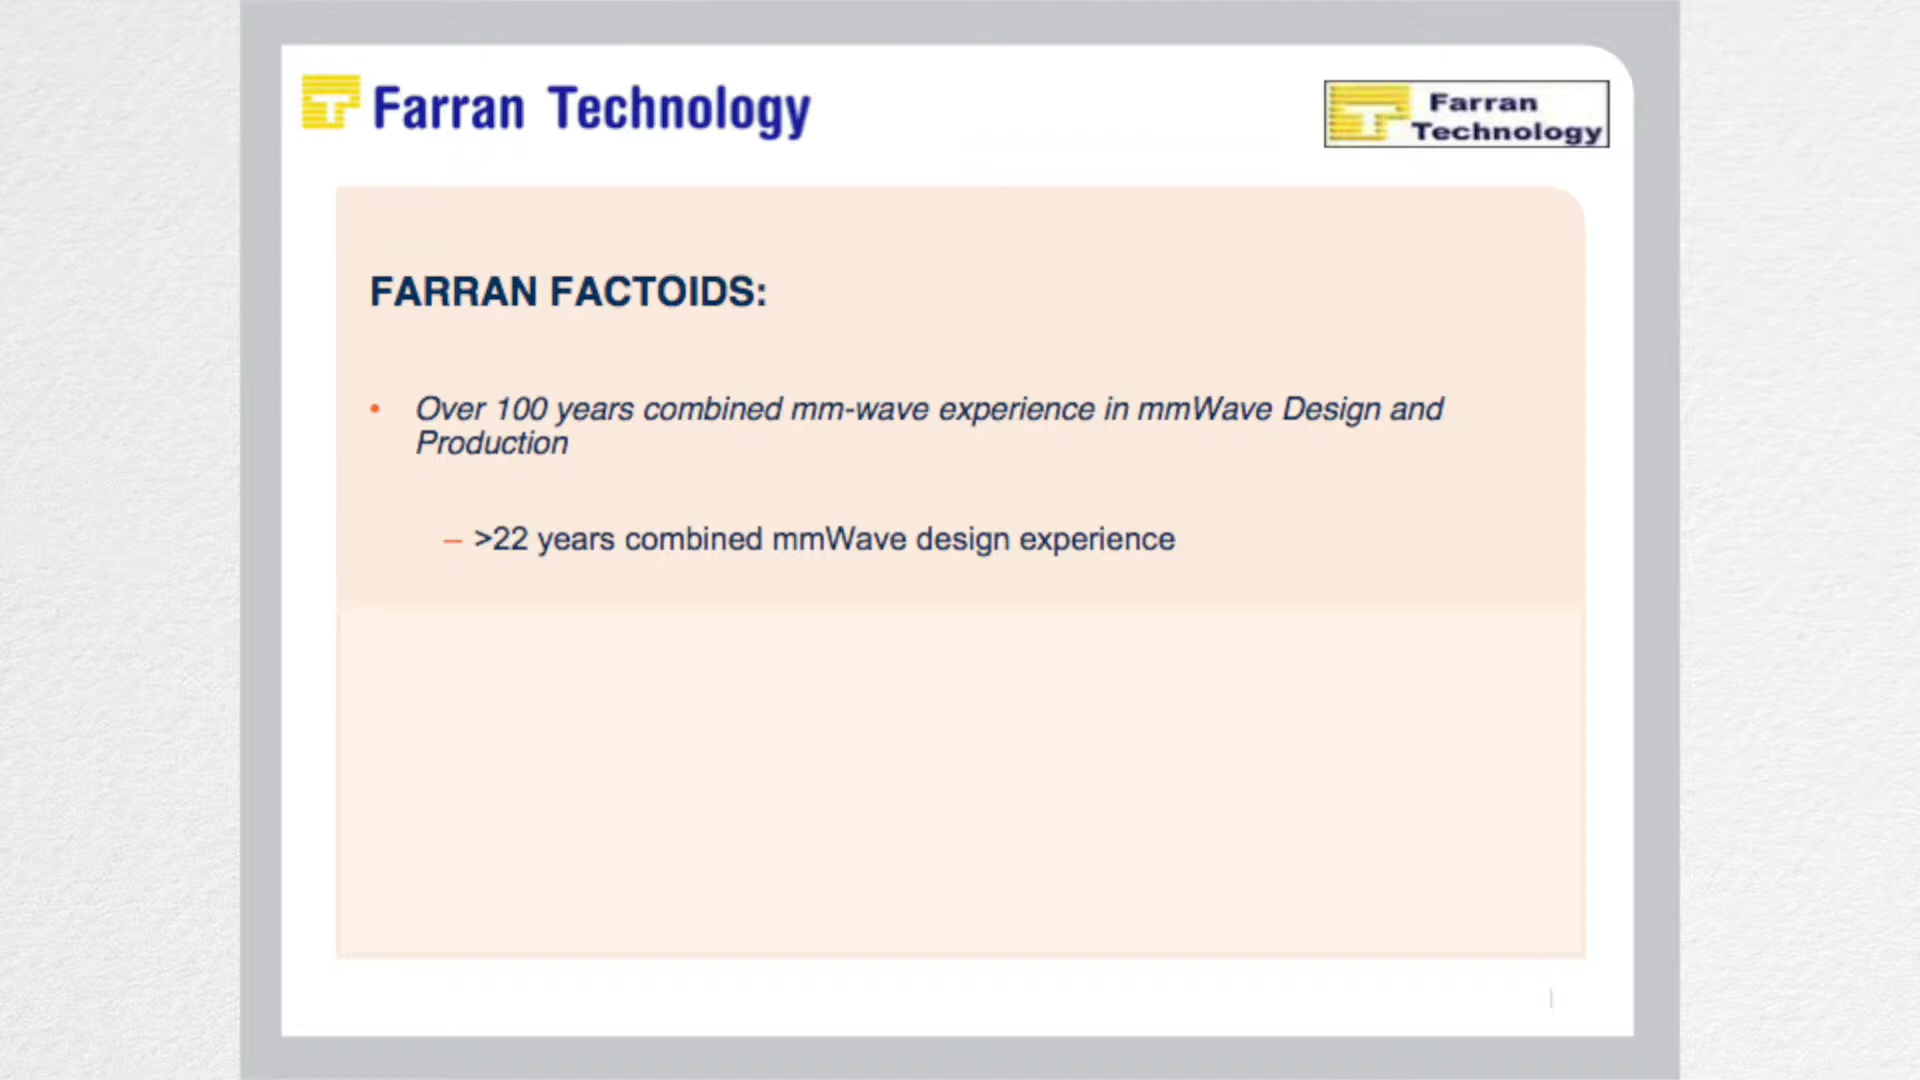 Farran Technology
Farran
Technology
FARRAN FACTOIDS:
• Over 100 years combined mm-wave experience in mmWave Design and
Production
– >22 years combined mmWave design experience